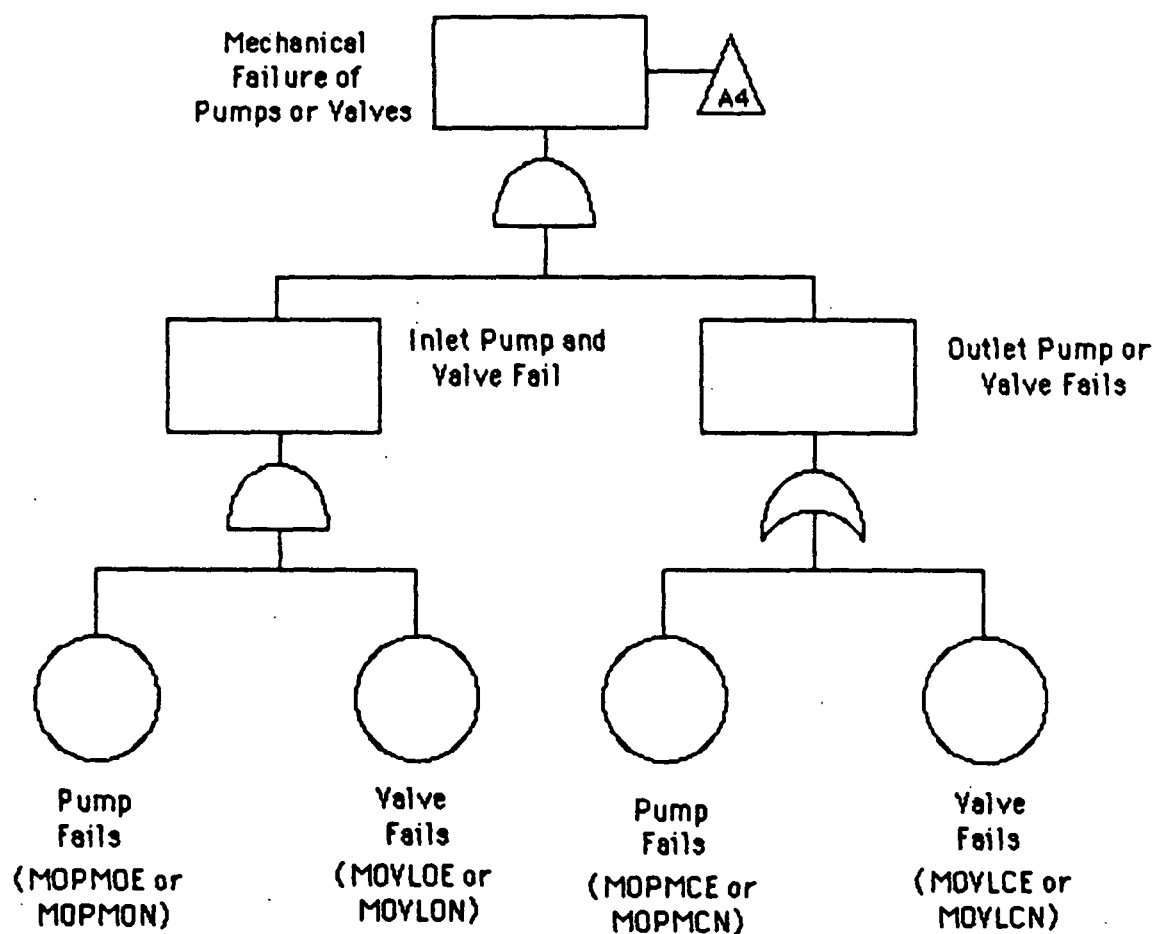 Mechanical
Failure of
Pumps or Valves
A4
Inlet Pump and
Valve Fail
Outlet Pump or
Valve Fails
Pump
Fails
(MOPMOE or
MOPMON)
Valve
Fails
(MOVLOE or
MOVLON)
Pump
Fails
(MOPMCE or
MOPMCN)
Valve
Fails
(MOVLCE or
MOVLCN)